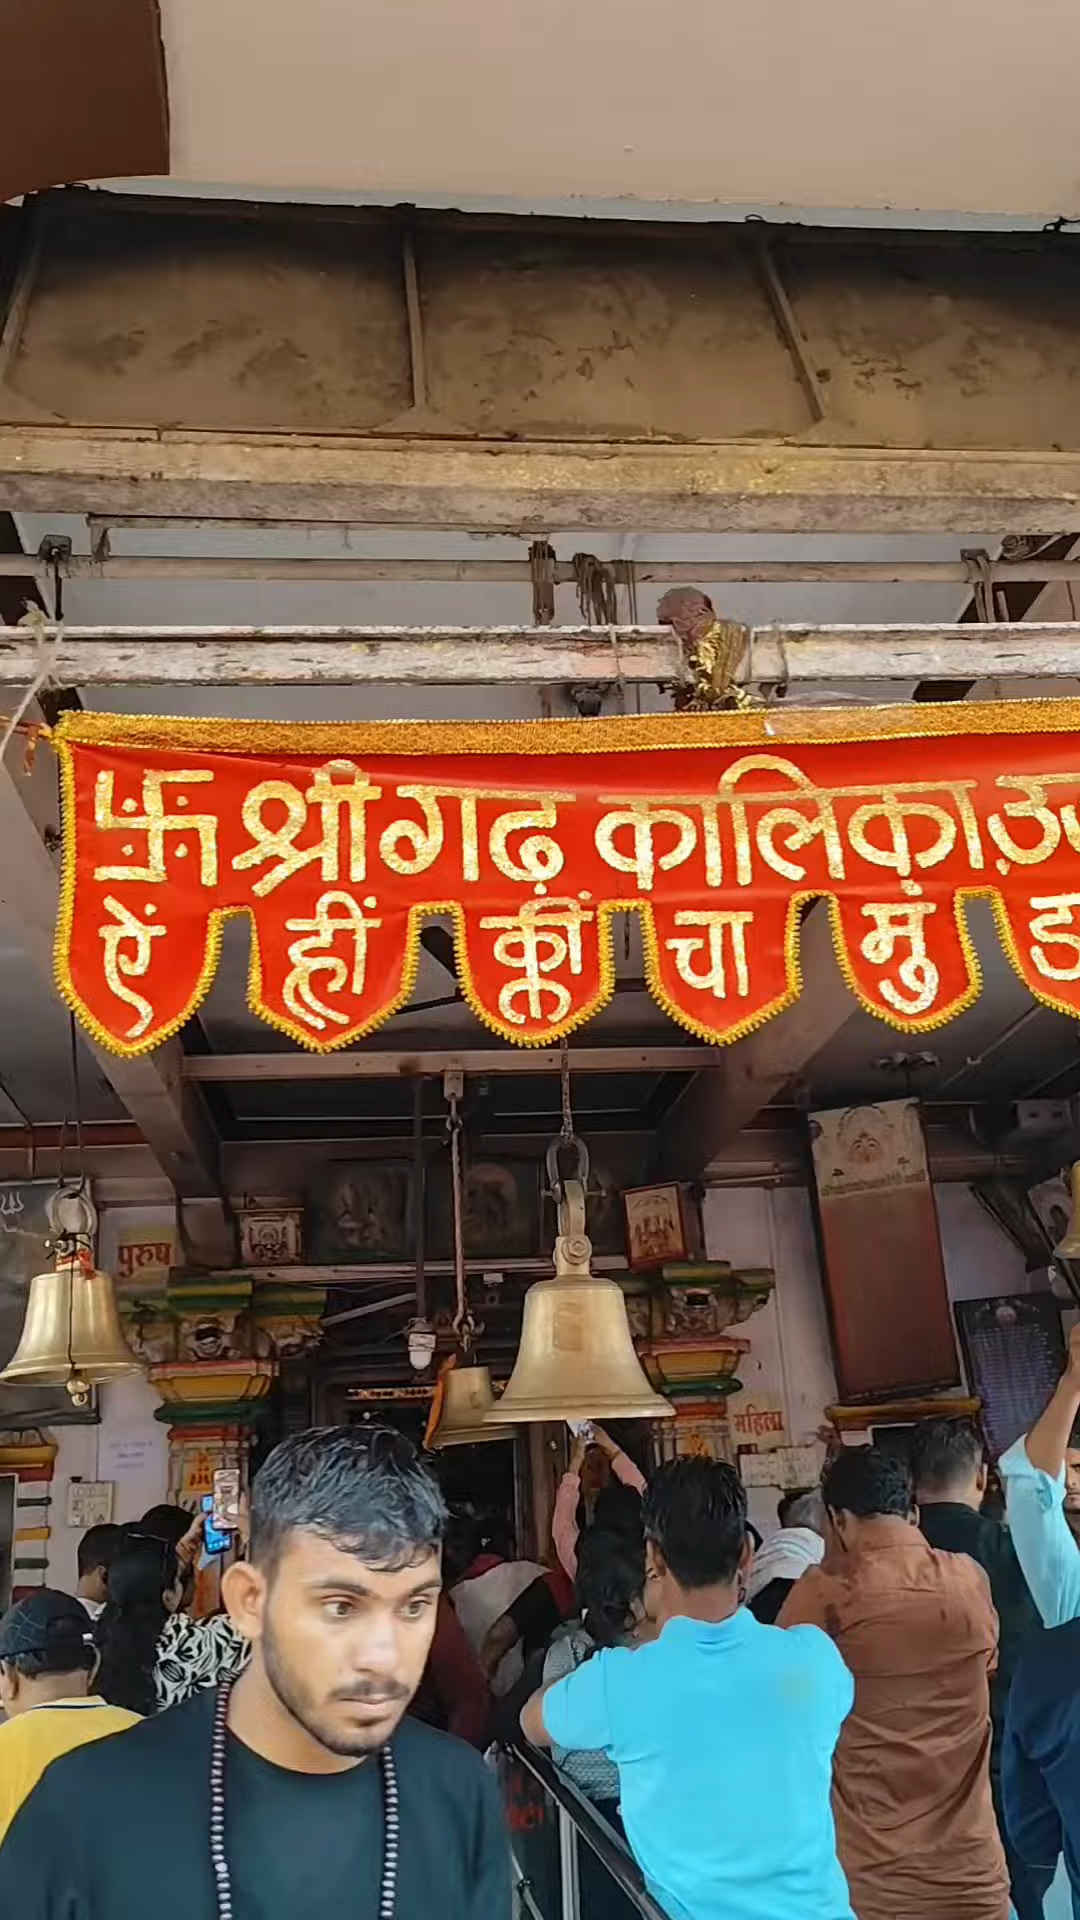 卐 श्री गढ़ कालिका
ऐं ह्रीं क्लीं चा मुं डा
पुरुष
महिला